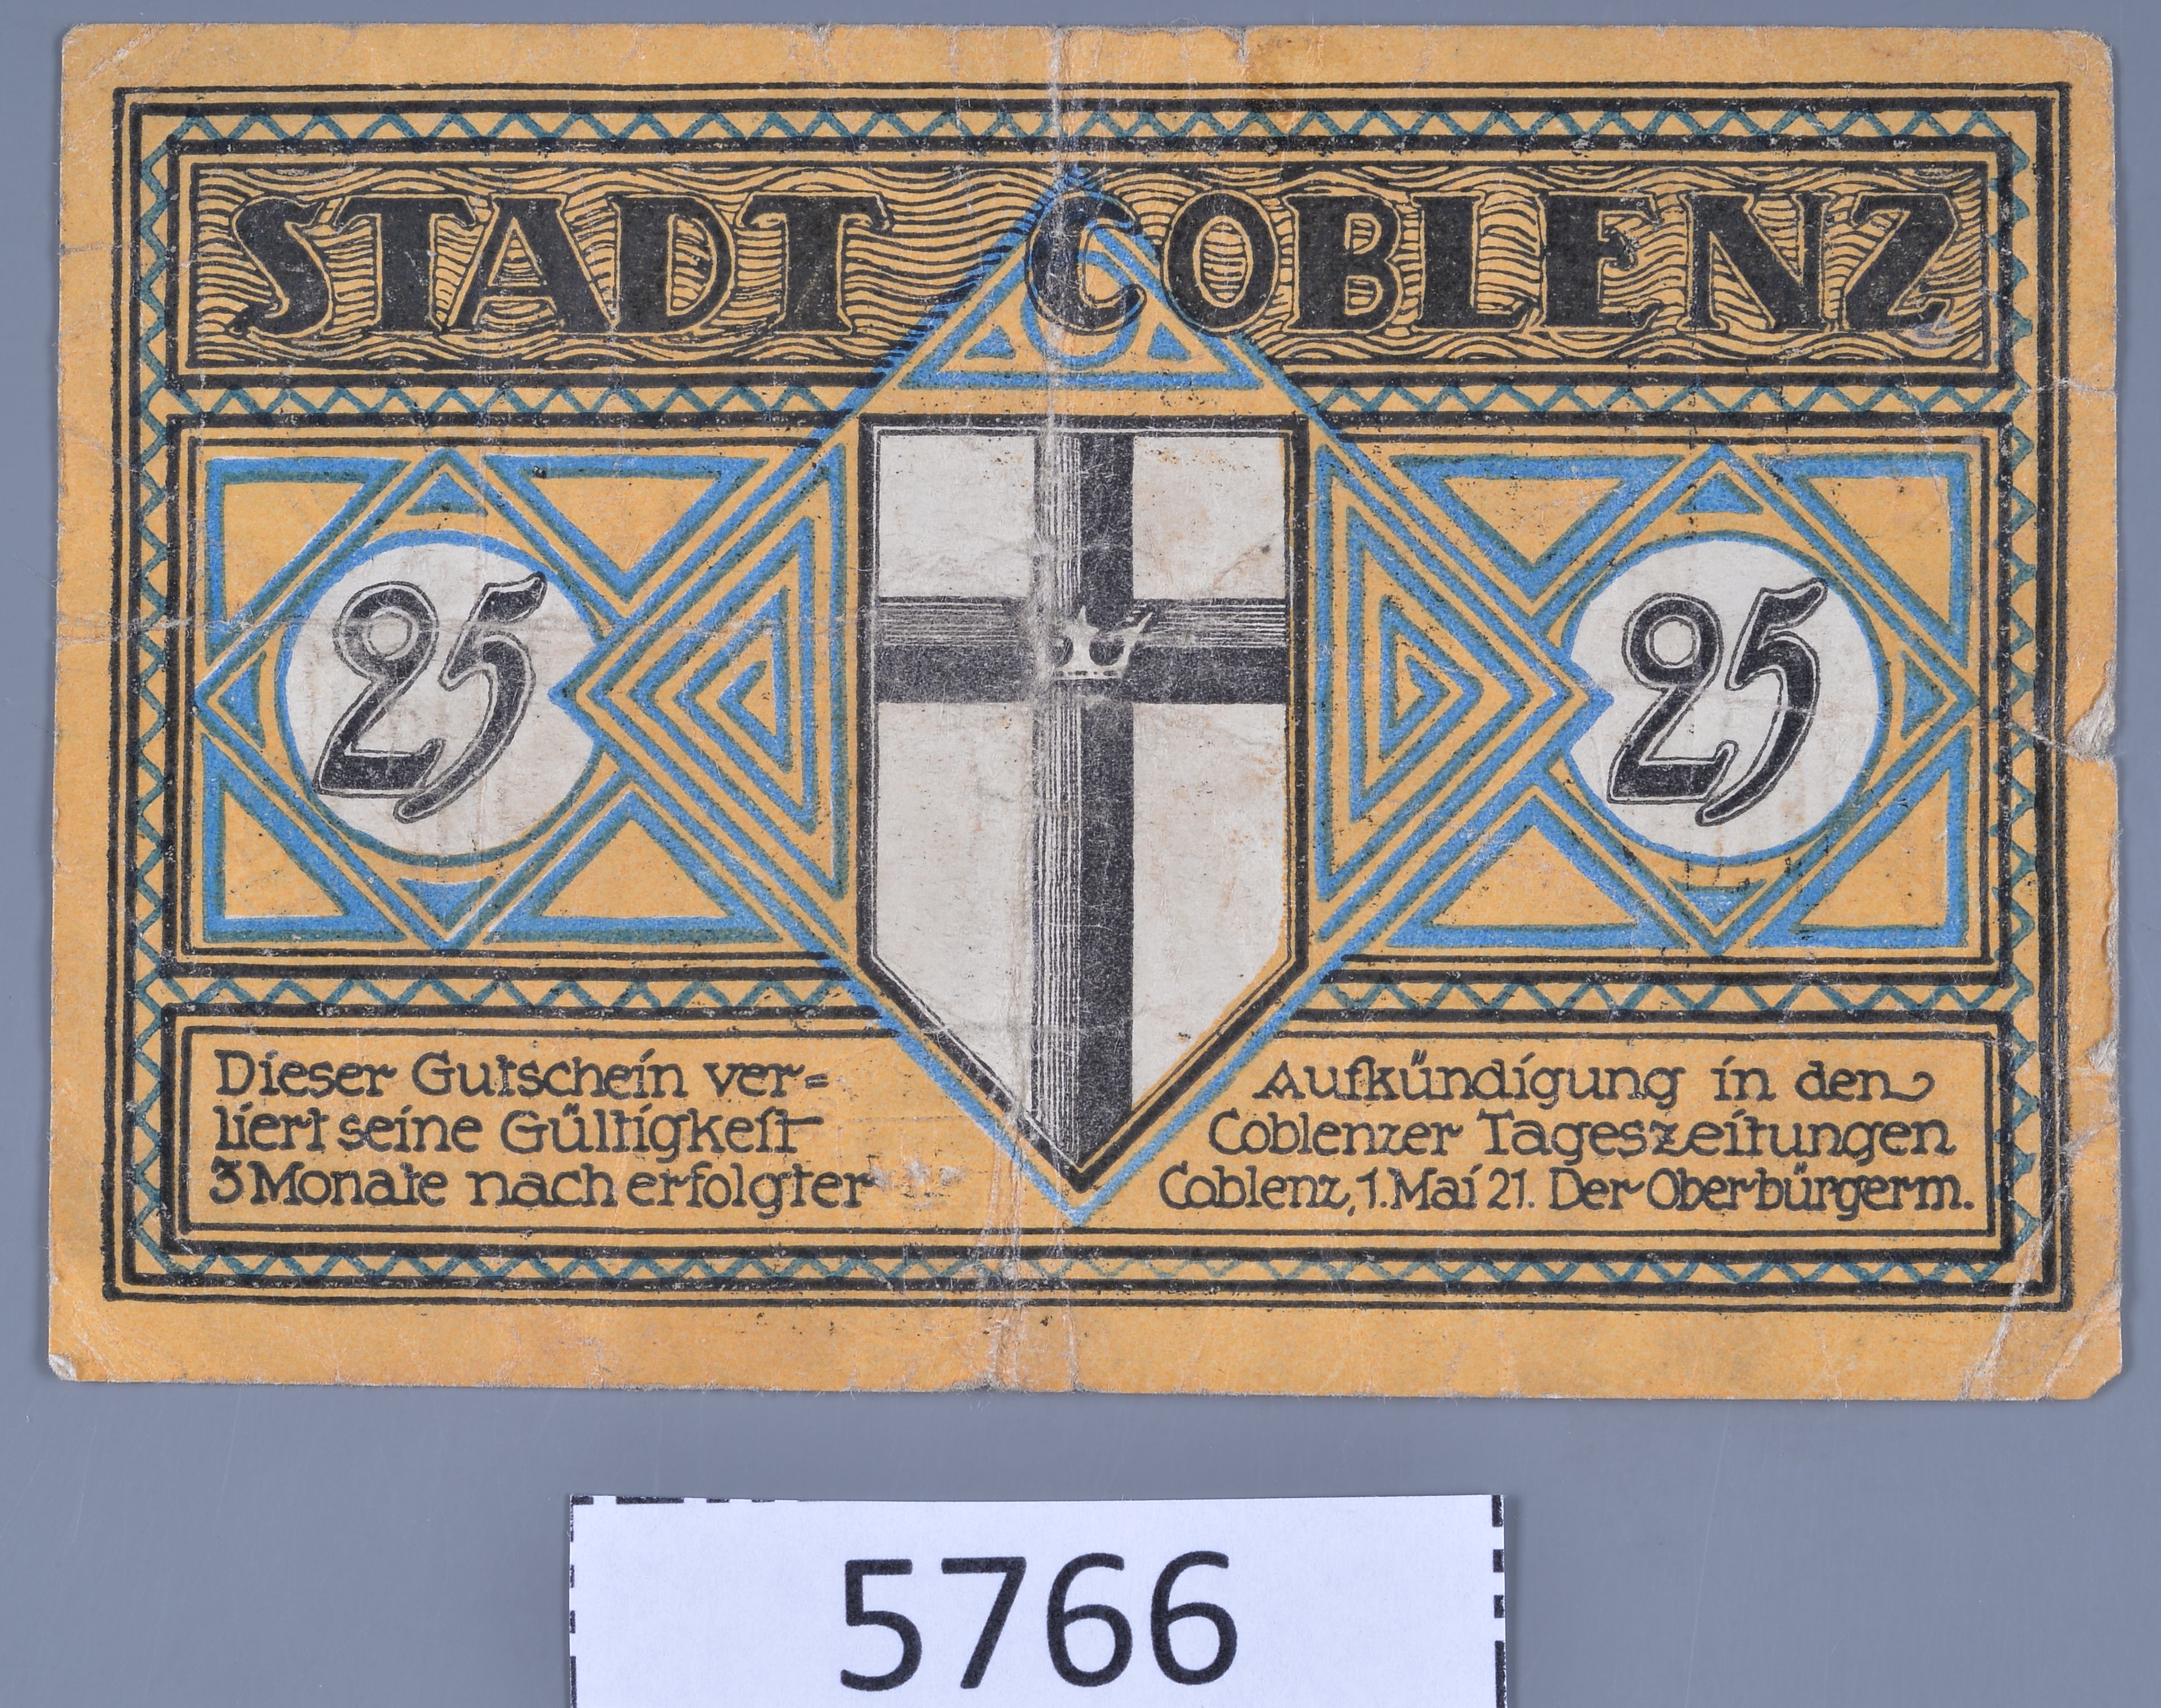 STADT COBLENZ
25
25
Dieser Gutschein ver=
liert seine Gültigkeit
3 Monate nach erfolgter
Aufkündigung in den
Coblenzer Tageszeitungen
Coblenz, 1. Mai 21. Der Oberbürgerm.
5766